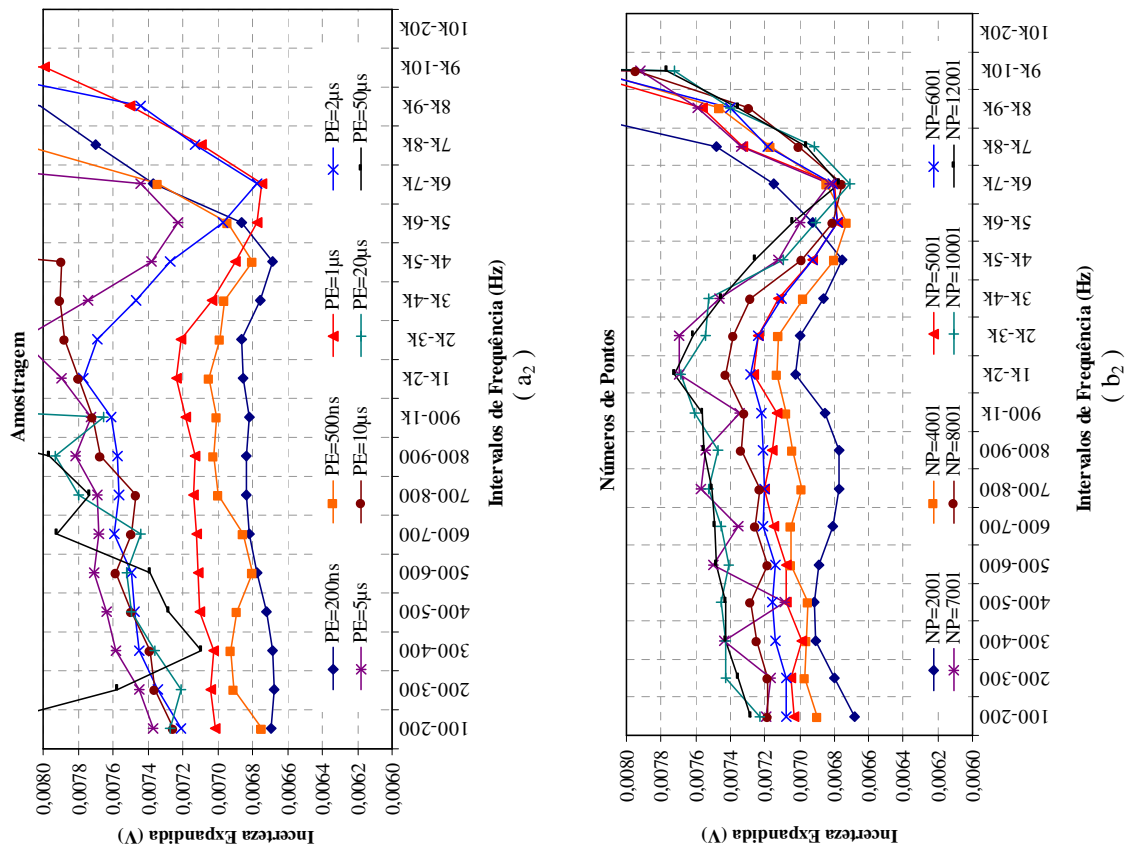 Amostragem
Incerteza Expandida (V)
0,0080
0,0078
0,0076
0,0074
0,0072
0,0070
0,0068
0,0066
0,0064
0,0062
0,0060
PE=200ns
PE=500ns
PE=1µs
PE=2µs
PE=5µs
PE=10µs
PE=20µs
PE=50µs
100-200
200-300
300-400
400-500
500-600
600-700
700-800
800-900
900-1k
1k-2k
2k-3k
3k-4k
4k-5k
5k-6k
6k-7k
7k-8k
8k-9k
9k-10k
10k-20k
Intervalos de Frequência (Hz)
( a2 )
Números de Pontos
Incerteza Expandida (V)
0,0080
0,0078
0,0076
0,0074
0,0072
0,0070
0,0068
0,0066
0,0064
0,0062
0,0060
NP=2001
NP=4001
NP=5001
NP=6001
NP=7001
NP=8001
NP=10001
NP=12001
100-200
200-300
300-400
400-500
500-600
600-700
700-800
800-900
900-1k
1k-2k
2k-3k
3k-4k
4k-5k
5k-6k
6k-7k
7k-8k
8k-9k
9k-10k
10k-20k
Intervalos de Frequência (Hz)
( b2 )